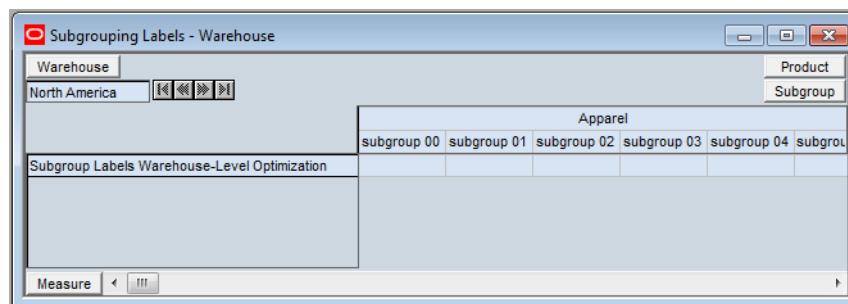 Subgrouping Labels - Warehouse
Warehouse
Product
North America
Subgroup
Apparel
subgroup 00 subgroup 01 subgroup 02 subgroup 03 subgroup 04 subgrou
Subgroup Labels Warehouse-Level Optimization
Measure